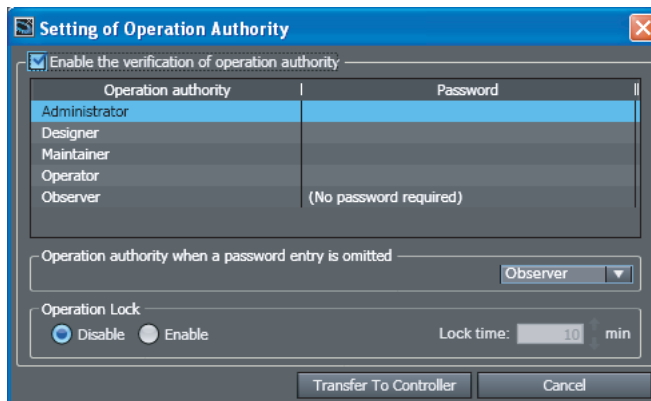 Setting of Operation Authority
Enable the verification of operation authority
Operation authority Password
Administrator
Designer
Maintainer
Operator
Observer (No password required)
Operation authority when a password entry is omitted
Observer
Operation Lock
Disable Enable Lock time: 10 min
Transfer To Controller Cancel